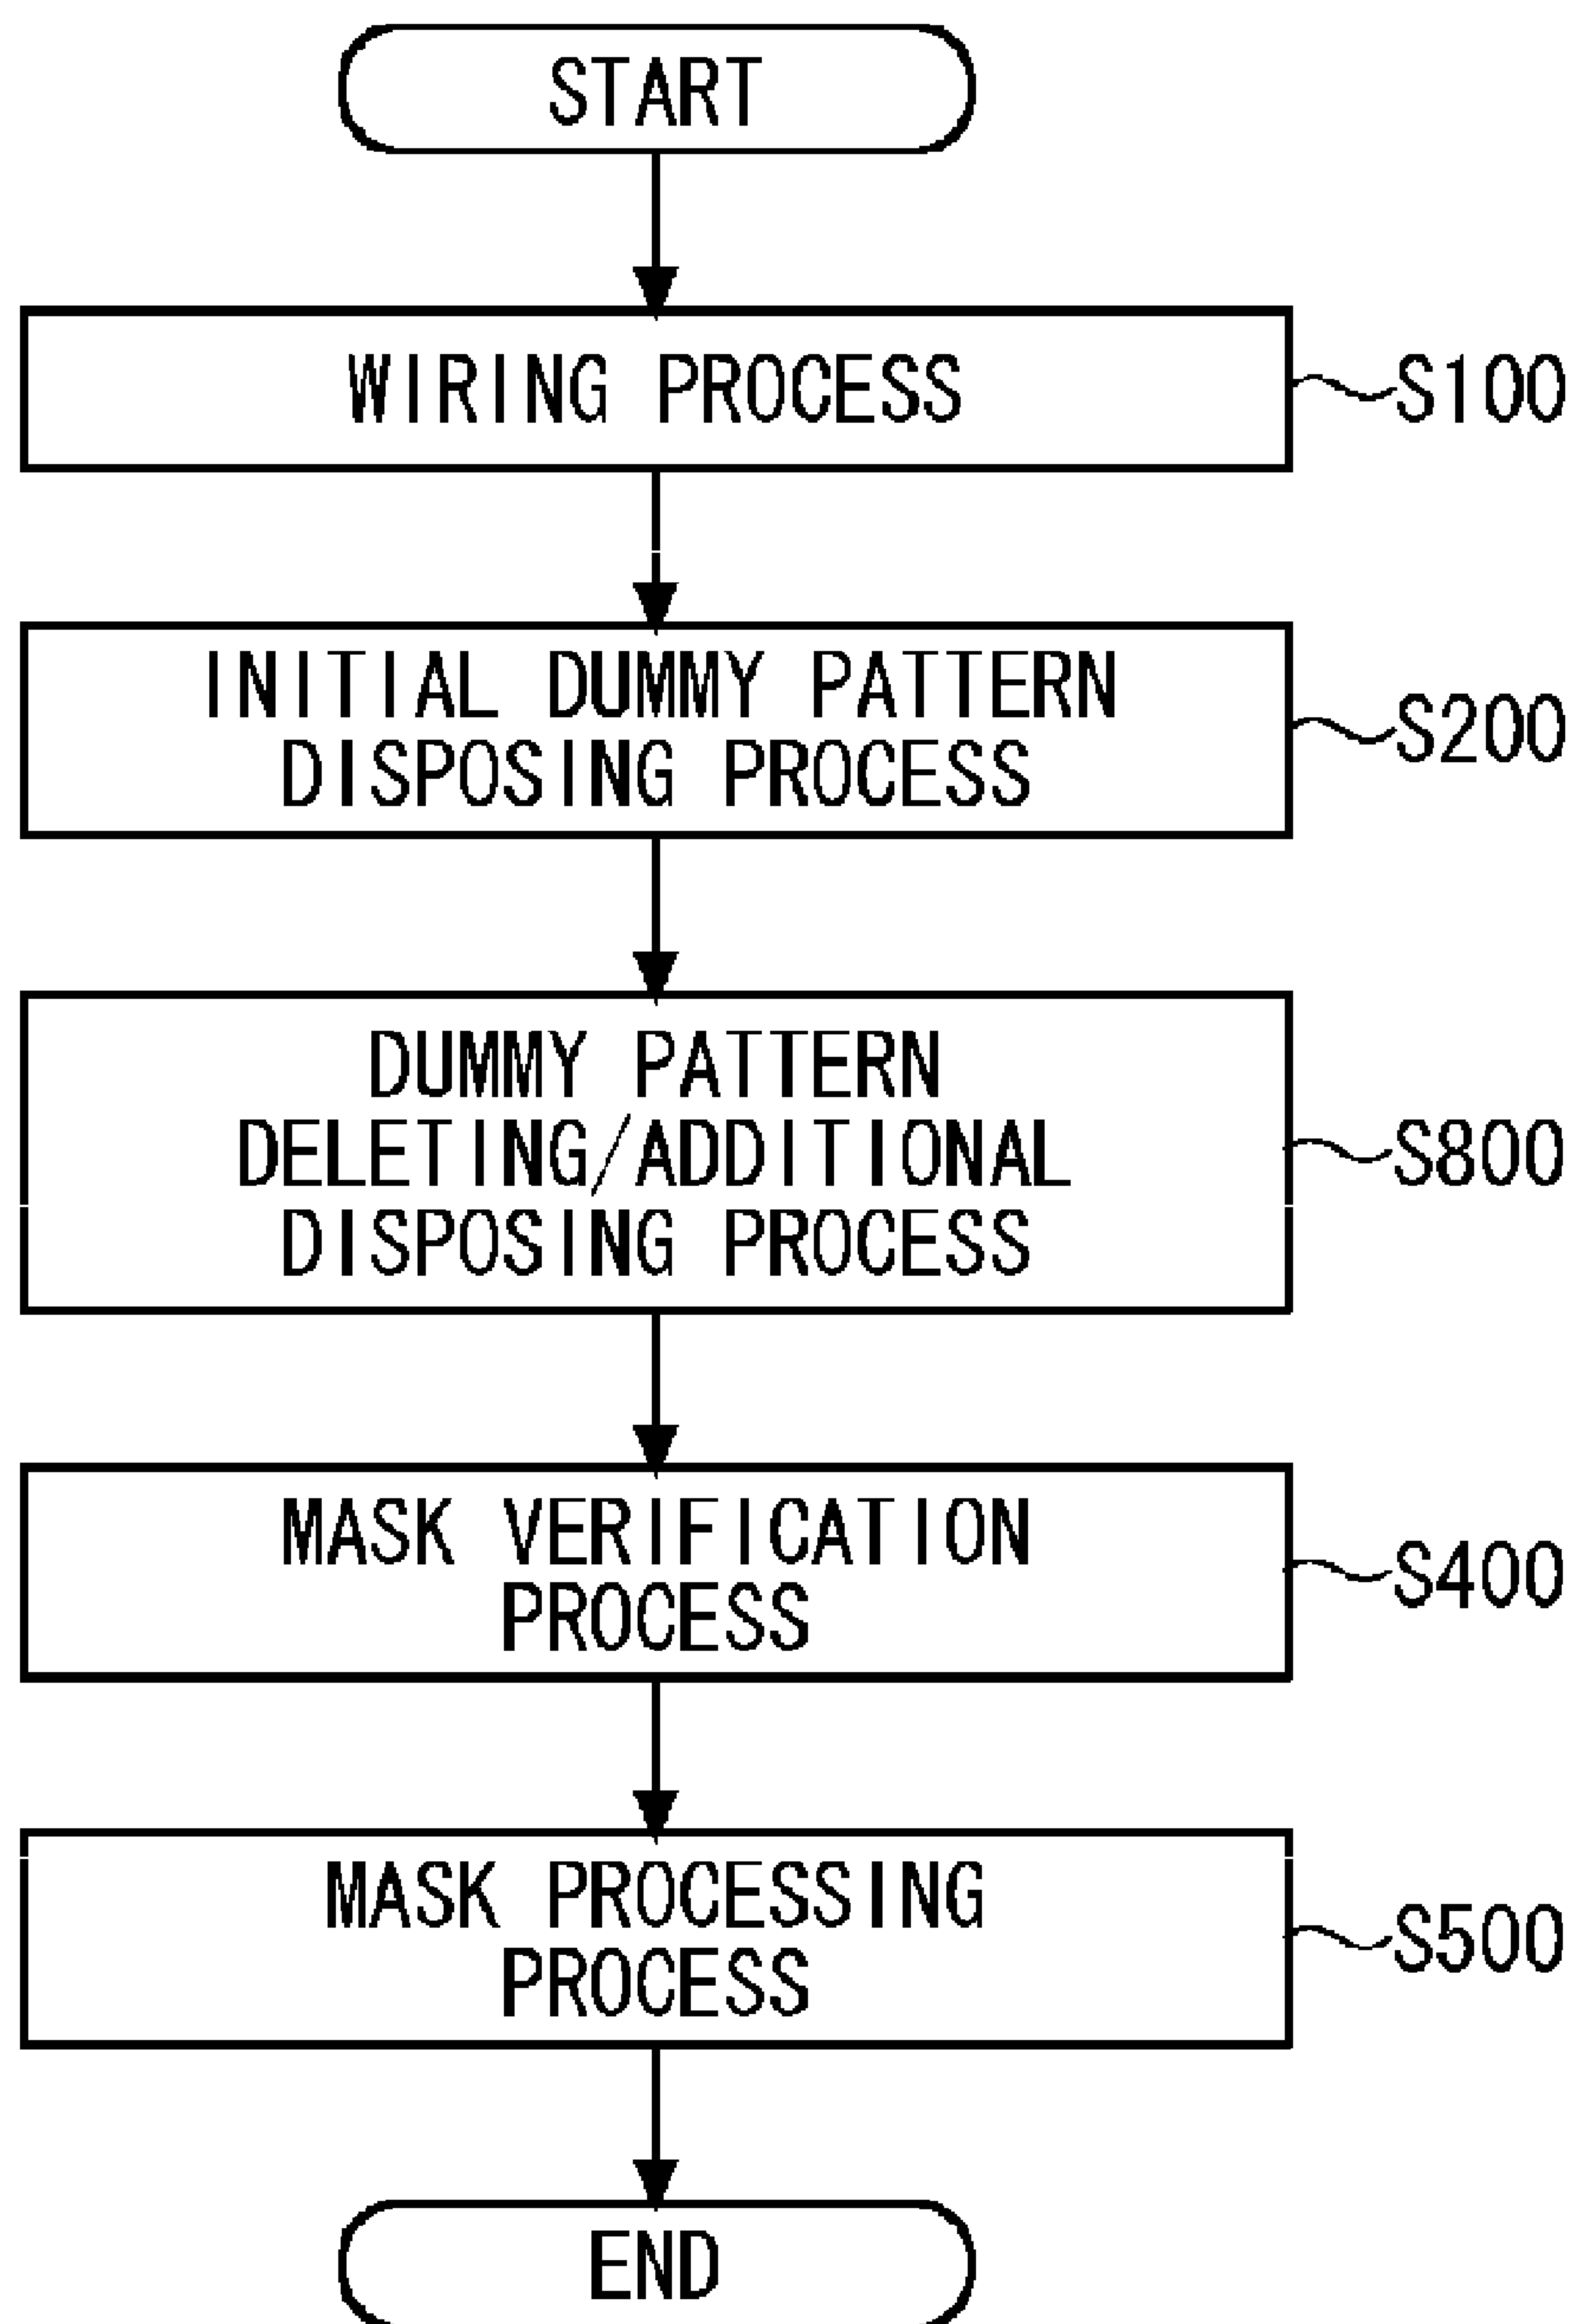 START
WIRING PROCESS
S100
INITIAL DUMMY PATTERN
DISPOSING PROCESS
S200
DUMMY PATTERN
DELETING/ADDITIONAL
DISPOSING PROCESS
S800
MASK VERIFICATION
PROCESS
S400
MASK PROCESSING
PROCESS
S500
END